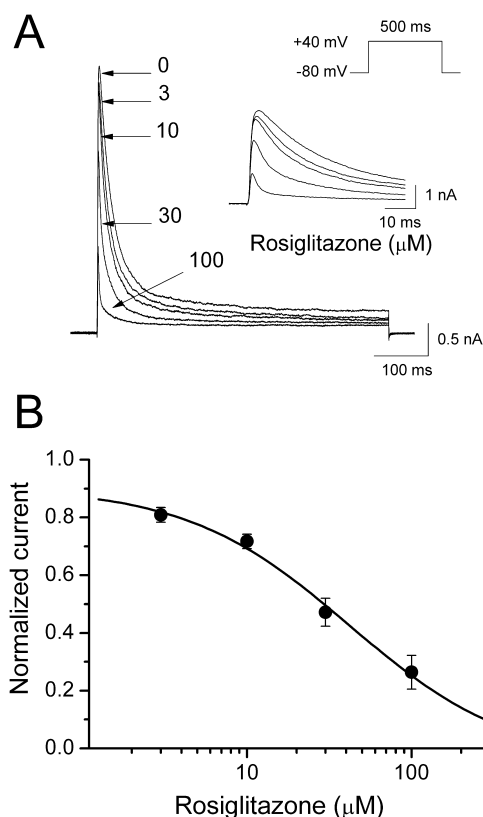 A
500 ms
+40 mV
-80 mV
0
3
10
30
100
1 nA
10 ms
Rosiglitazone (μM)
0.5 nA
100 ms
B
1.0
0.8
0.6
0.4
0.2
0.0
Normalized current
10
100
Rosiglitazone (μM)